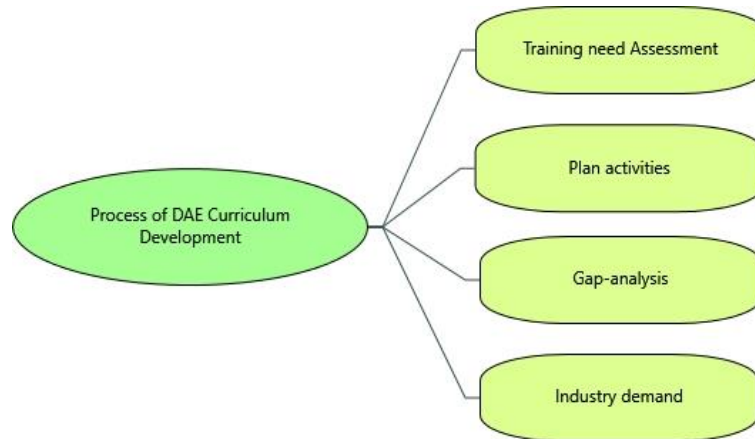 Training need Assessment
Plan activities
Process of DAE Curriculum
Development
Gap-analysis
Industry demand